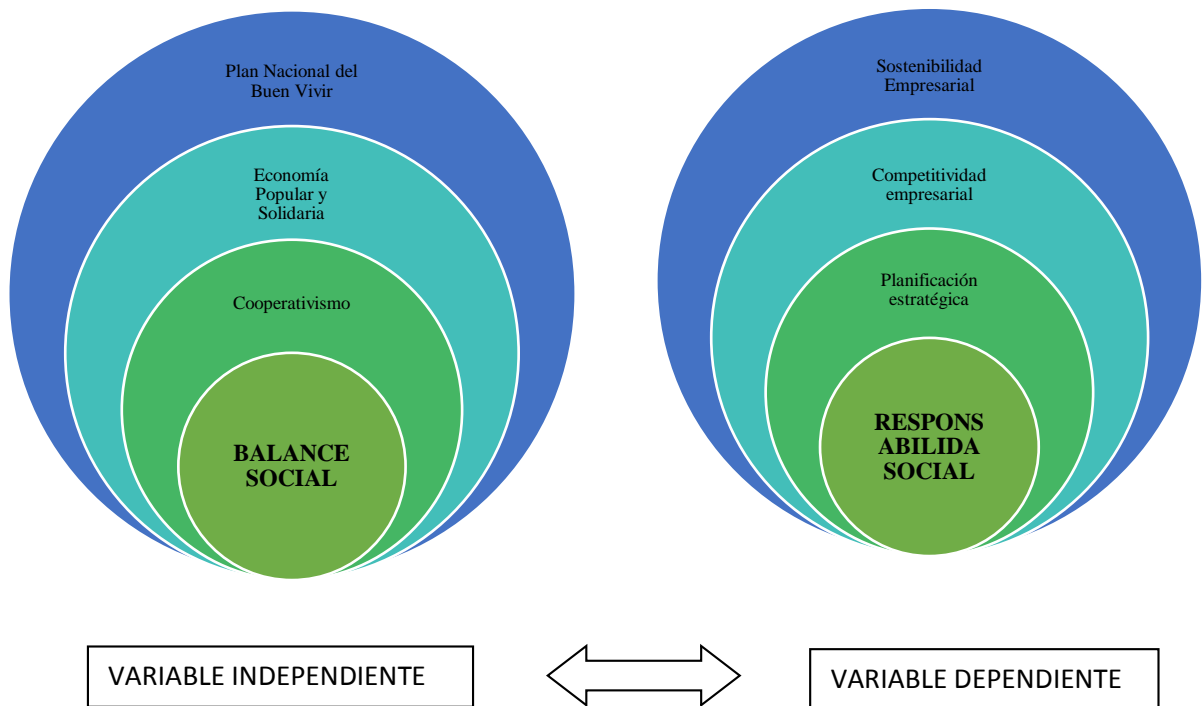 Plan Nacional del
Buen Vivir
Economía
Popular y
Solidaria
Cooperativismo
BALANCE
SOCIAL
Sostenibilidad
Empresarial
Competitividad
empresarial
Planificación
estratégica
RESPONS
ABILIDA
SOCIAL
VARIABLE INDEPENDIENTE
VARIABLE DEPENDIENTE